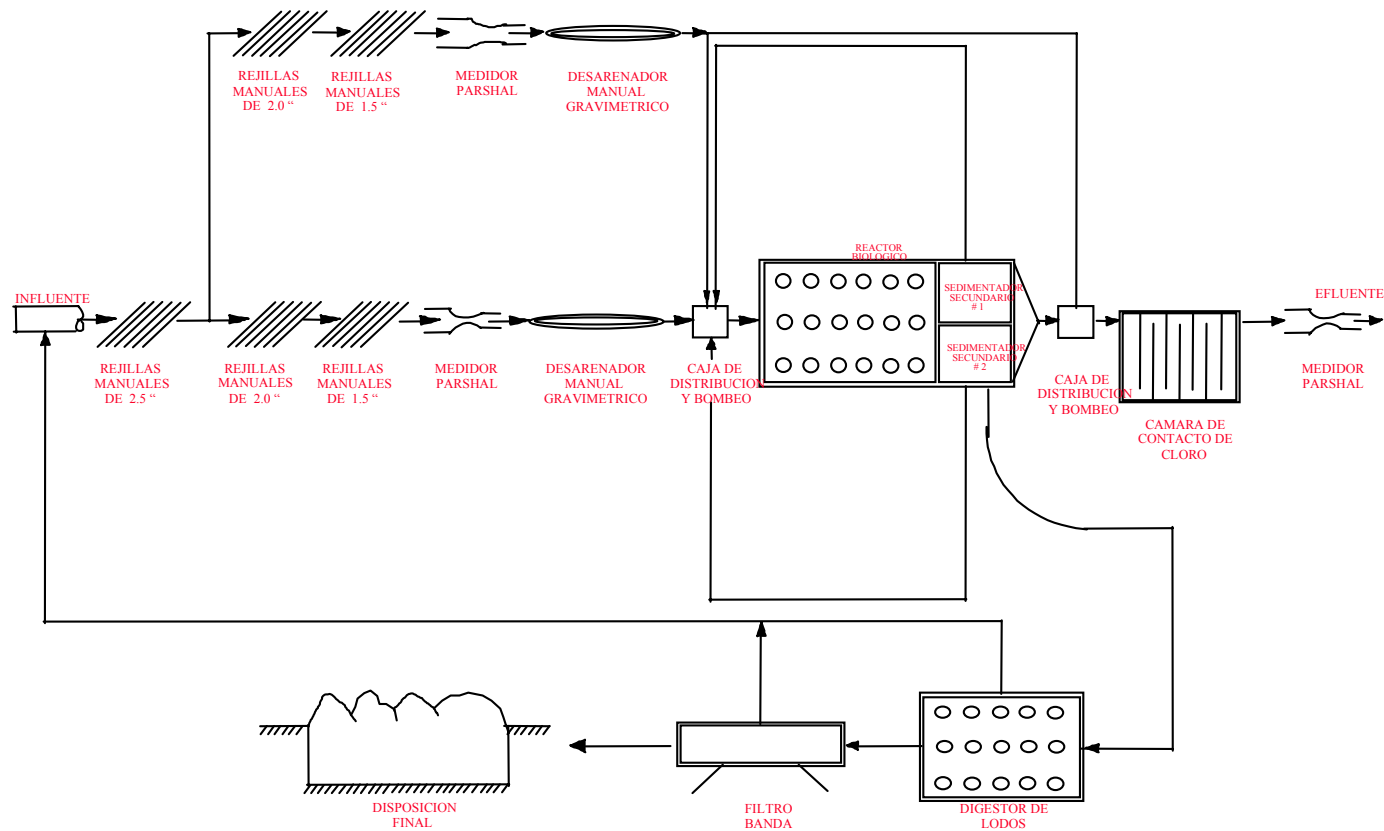 REJILLAS
MANUALES
DE 2.0 “
REJILLAS
MANUALES
DE 1.5 “
MEDIDOR
PARSHAL
DESARENADOR
MANUAL
GRAVIMETRICO
INFLUENTE
REJILLAS
MANUALES
DE 2.5 “
REJILLAS
MANUALES
DE 2.0 “
REJILLAS
MANUALES
DE 1.5 “
MEDIDOR
PARSHAL
DESARENADOR
MANUAL
GRAVIMETRICO
CAJA DE
DISTRIBUCION
Y BOMBEO
REACTOR
BIOLOGICO
SEDIMENTADOR
SECUNDARIO
# 1
SEDIMENTADOR
SECUNDARIO
# 2
CAJA DE
DISTRIBUCION
Y BOMBEO
CAMARA DE
CONTACTO DE
CLORO
EFLUENTE
MEDIDOR
PARSHAL
DISPOSICION
FINAL
FILTRO
BANDA
DIGESTOR DE
LODOS